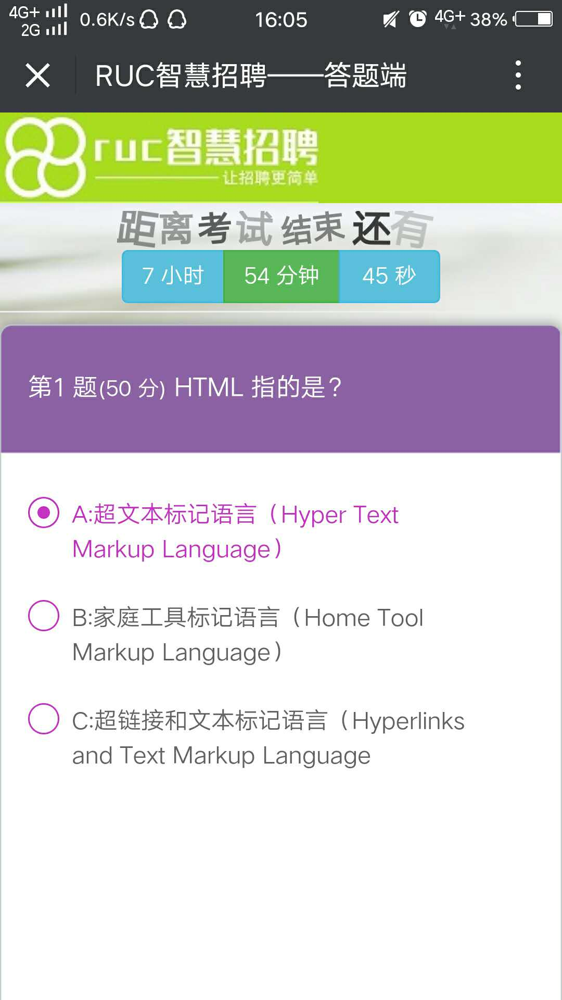 4G+ 0.6K/s 16:05 4G+ 38%
2G
RUC智慧招聘——答题端
ruc智慧招聘
让招聘更简单
距离考试结束还有
7 小时 54 分钟 45 秒
第1 题(50 分) HTML 指的是?
A:超文本标记语言（Hyper Text
Markup Language）
B:家庭工具标记语言（Home Tool
Markup Language）
C:超链接和文本标记语言（Hyperlinks
and Text Markup Language